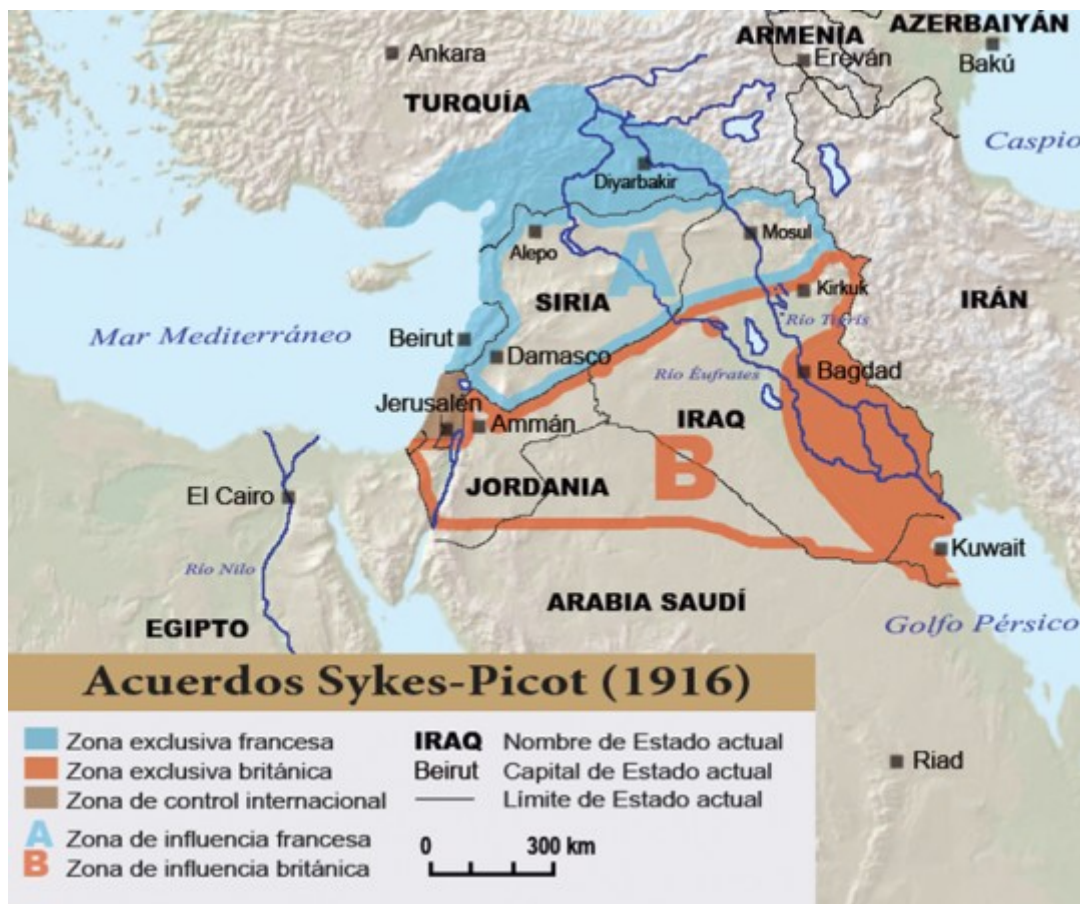 ARMENIA
AZERBAIYÁN
Ankara
Ereván
Bakú
TURQUÍA
Caspio
Diyarbakir
Alepo
A
Mosul
SIRIA
Kirkuk
IRÁN
Mar Mediterráneo
Beirut
Río Tigris
Damasco
Río Éufrates
Bagdad
Jerusalén
Ammán
IRAQ
B
JORDANIA
El Cairo
Kuwait
Río Nilo
ARABIA SAUDÍ
EGIPTO
Golfo Pérsico
Acuerdos Sykes-Picot (1916)
Zona exclusiva francesa
Zona exclusiva británica
Zona de control internacional
A Zona de influencia francesa
B Zona de influencia británica
IRAQ Nombre de Estado actual
Beirut Capital de Estado actual
Límite de Estado actual
0 300 km
Riad